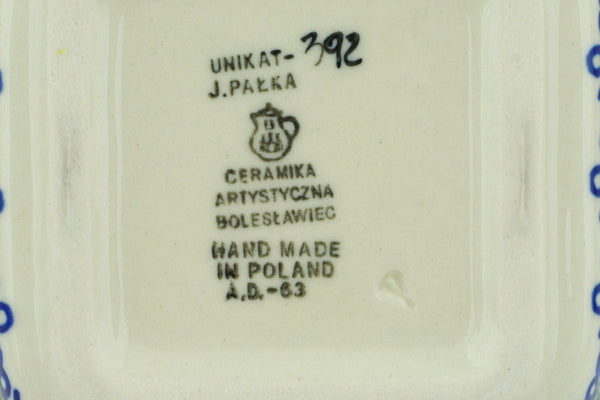 UNIKAT-392
J.PAŁKA
CERAMIKA
ARTYSTYCZNA
BOLESŁAWIEC
HAND MADE
IN POLAND
A.D.-63